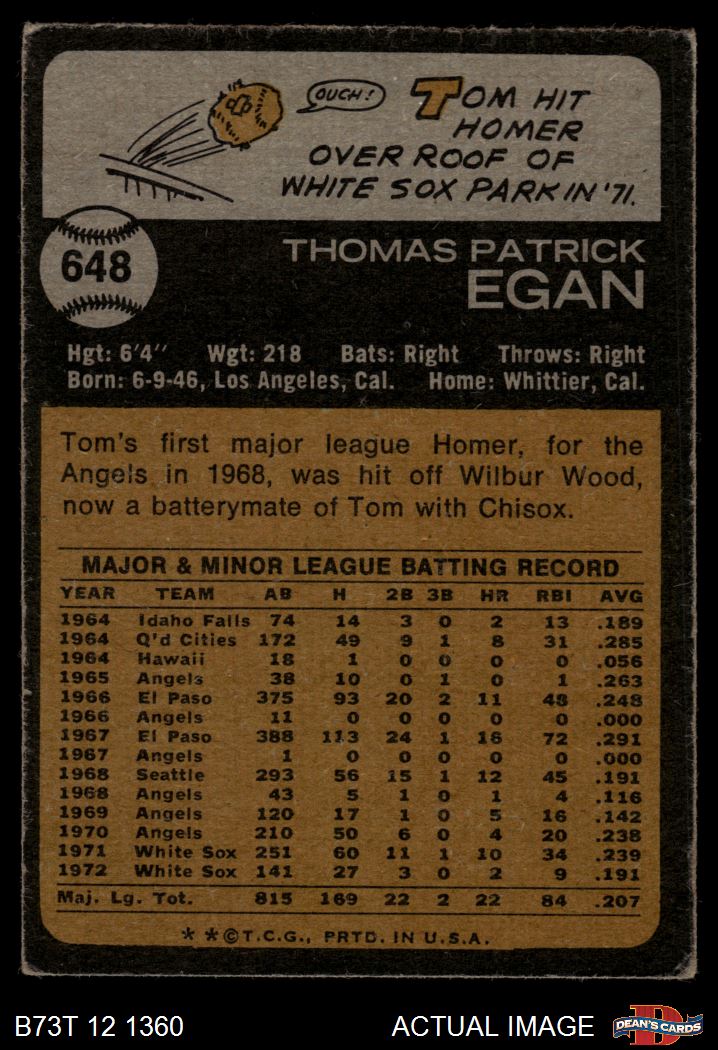 OUCH!
TOM HIT
HOMER
OVER ROOF OF
WHITE SOX PARK IN '71.
648
THOMAS PATRICK
EGAN
Hgt: 6'4" Wgt: 218 Bats: Right Throws: Right
Born: 6-9-46, Los Angeles, Cal. Home: Whittier, Cal.
Tom's first major league Homer, for the
Angels in 1968, was hit off Wilbur Wood,
now a batterymate of Tom with Chisox.
MAJOR & MINOR LEAGUE BATTING RECORD
YEAR TEAM AB H 2B 3B HR RBI AVG
1964 Idaho Falls 74 14 3 0 2 13 .189
1964 Q'd Cities 172 49 9 1 8 31 .285
1964 Hawaii 18 1 0 0 0 0 .056
1965 Angels 38 10 0 1 0 1 .263
1966 El Paso 375 93 20 2 11 48 .248
1966 Angels 11 0 0 0 0 0 .000
1967 El Paso 388 113 24 1 16 72 .291
1967 Angels 1 0 0 0 0 0 .000
1968 Seattle 293 56 15 1 12 45 .191
1968 Angels 43 5 1 0 1 4 .116
1969 Angels 120 17 1 0 5 16 .142
1970 Angels 210 50 6 0 4 20 .238
1971 White Sox 251 60 11 1 10 34 .239
1972 White Sox 141 27 3 0 2 9 .191
Maj. Lg. Tot. 815 169 22 2 22 84 .207
* * © T.C.G., PRTD. IN U.S.A.
B73T 12 1360 ACTUAL IMAGE DEAN'S CARDS